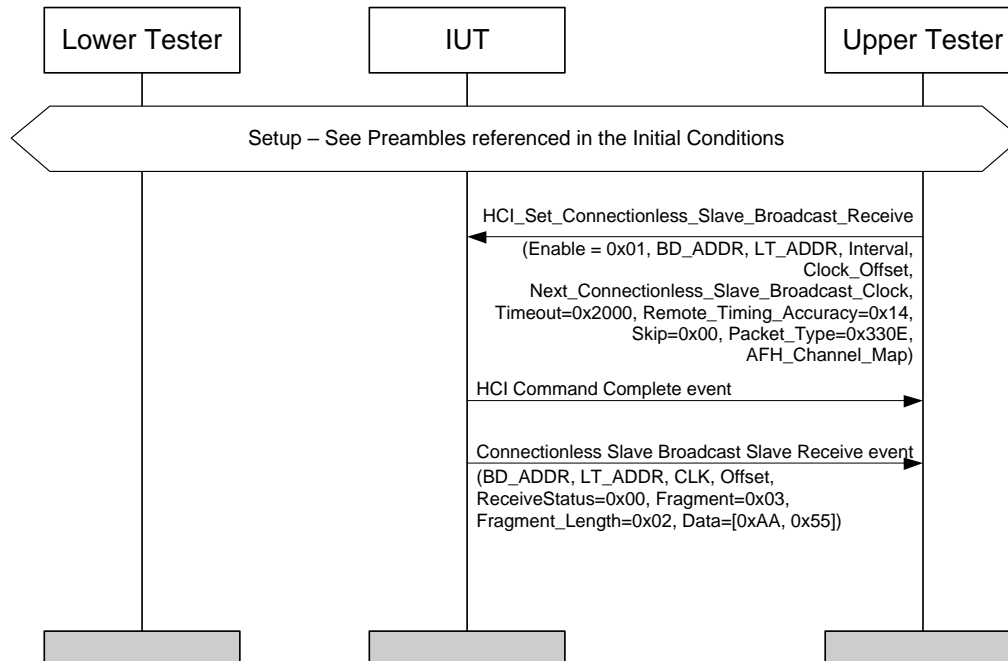 Lower Tester
IUT
Upper Tester
Setup – See Preambles referenced in the Initial Conditions
HCI_Set_Connectionless_Slave_Broadcast_Receive
(Enable = 0x01, BD_ADDR, LT_ADDR, Interval,
Clock_Offset,
Next_Connectionless_Slave_Broadcast_Clock,
Timeout=0x2000, Remote_Timing_Accuracy=0x14,
Skip=0x00, Packet_Type=0x330E,
AFH_Channel_Map)
HCI Command Complete event
Connectionless Slave Broadcast Slave Receive event
(BD_ADDR, LT_ADDR, CLK, Offset,
ReceiveStatus=0x00, Fragment=0x03,
Fragment_Length=0x02, Data=[0xAA, 0x55])